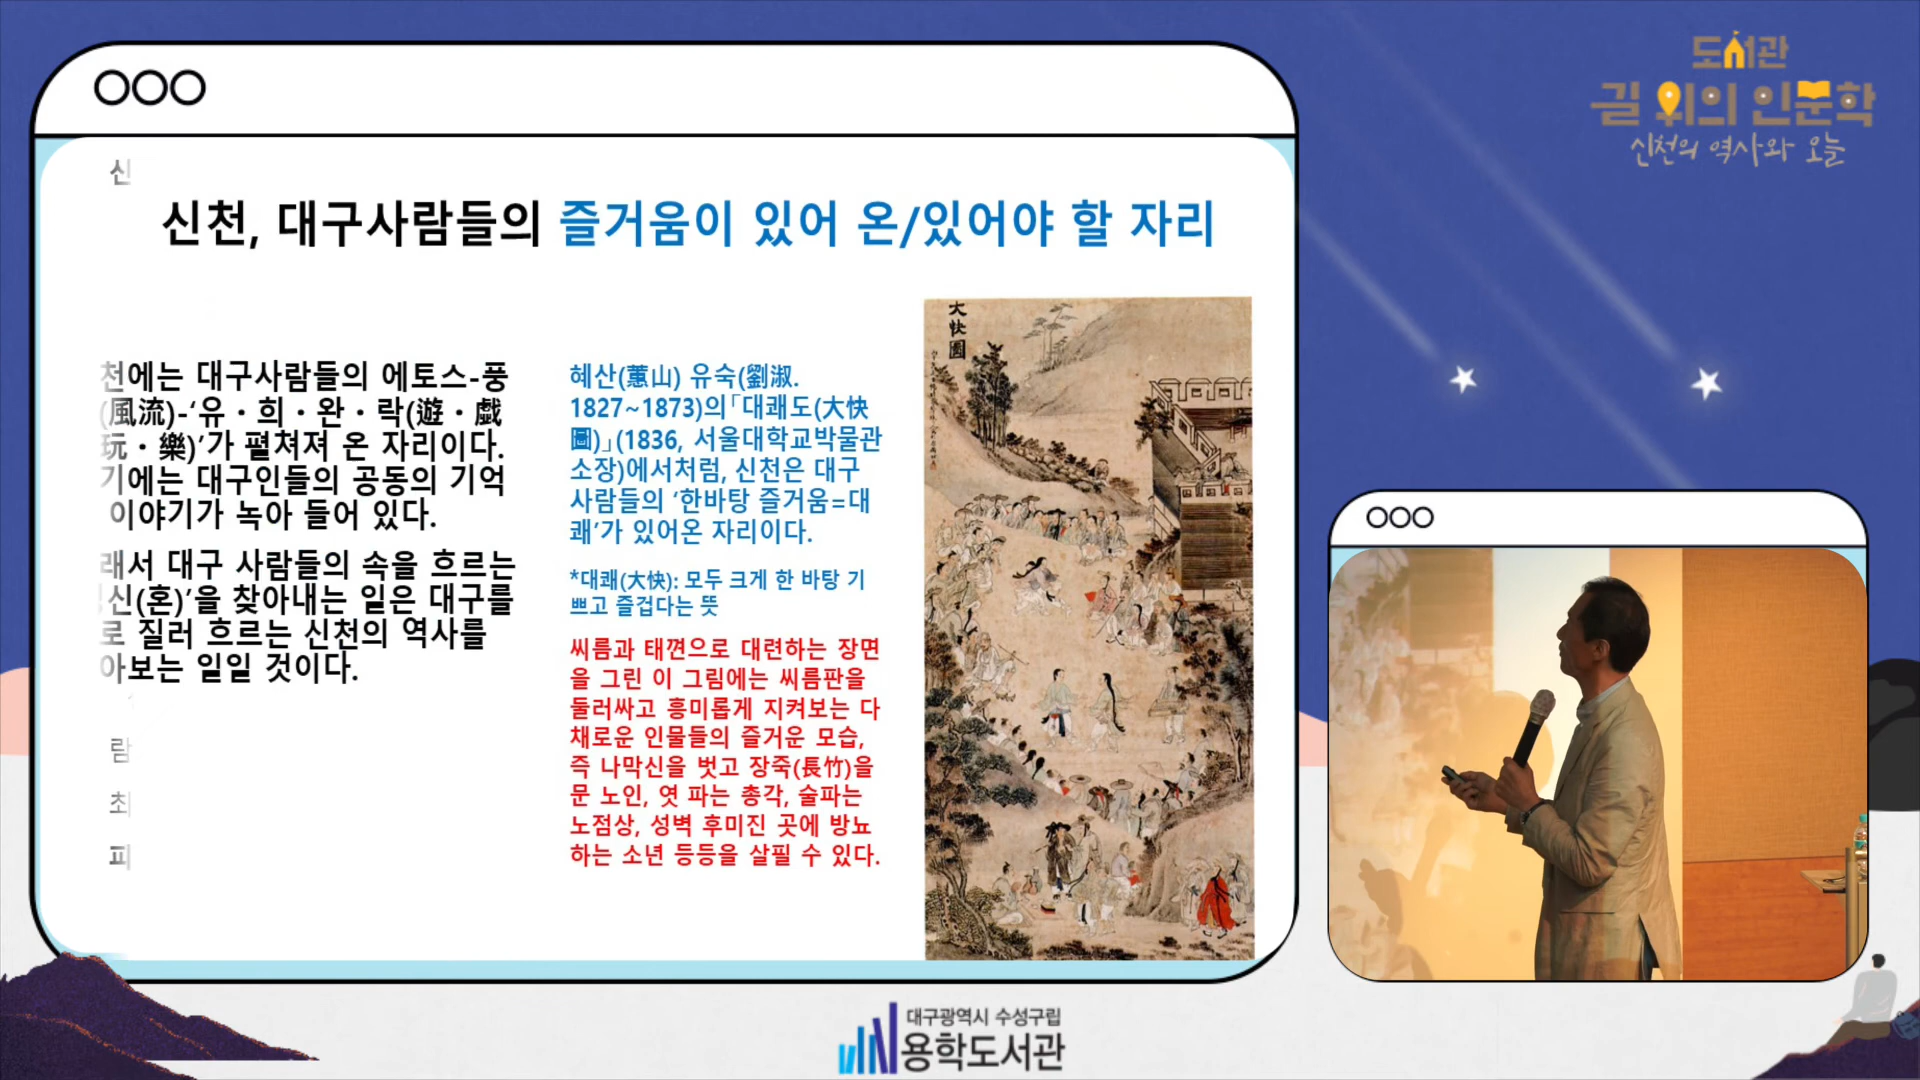 도서관
길 위의 인문학
신천의 역사와 오늘
신
신천, 대구사람들의 즐거움이 있어 온/있어야 할 자리
천에는 대구사람들의 에토스-풍
(風流)-‘유·희·완·락(遊·戱
玩·樂)’가 펼쳐져 온 자리이다.
기에는 대구인들의 공동의 기억
이야기가 녹아 들어 있다.
래서 대구 사람들의 속을 흐르는
신(혼)’을 찾아내는 일은 대구를
로 질러 흐르는 신천의 역사를
아보는 일일 것이다.
람
최
피
혜산(蕙山) 유숙(劉淑.
1827~1873)의「대쾌도(大快
圖)」(1836, 서울대학교박물관
소장)에서처럼, 신천은 대구
사람들의 ‘한바탕 즐거움=대
쾌’가 있어온 자리이다.
*대쾌(大快): 모두 크게 한 바탕 기
쁘고 즐겁다는 뜻
씨름과 태껸으로 대련하는 장면
을 그린 이 그림에는 씨름판을
둘러싸고 흥미롭게 지켜보는 다
채로운 인물들의 즐거운 모습,
즉 나막신을 벗고 장죽(長竹)을
문 노인, 엿 파는 총각, 술파는
노점상, 성벽 후미진 곳에 방뇨
하는 소년 등등을 살필 수 있다.
大快圖
대구광역시 수성구립
용학도서관